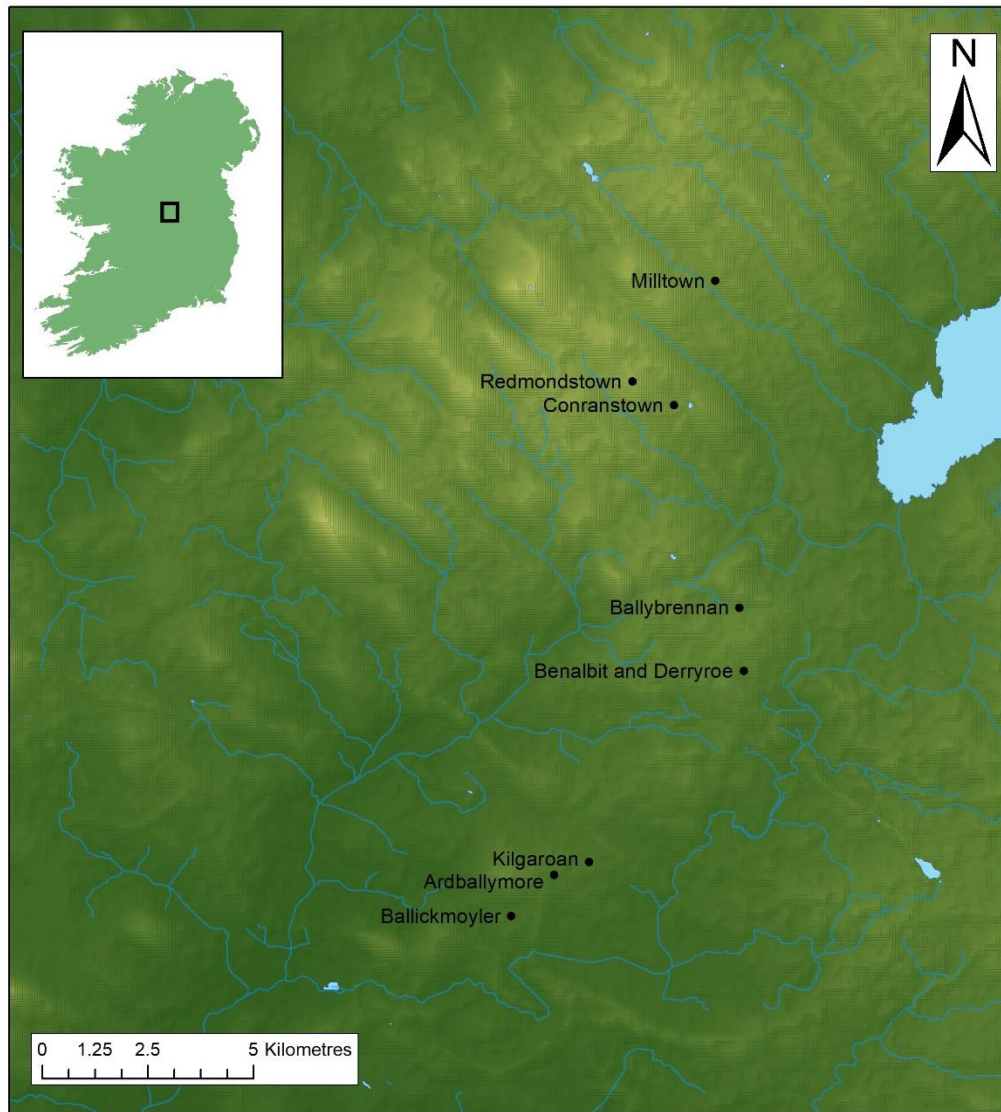 N
Milltown
Redmondstown
Conranstown
Ballybrennan
Benalbit and Derryroe
Kilgaroan
Ardballymore
Ballickmoyler
0 1.25 2.5 5 Kilometres